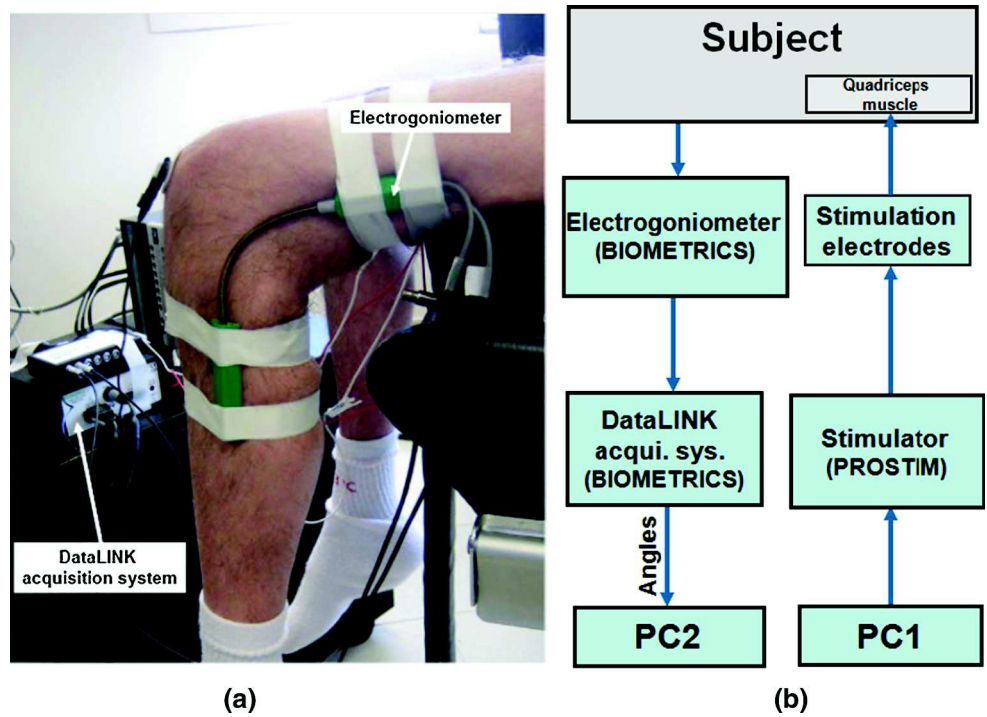 Electrogoniometer
DataLINK
acquisition system
(a)
Subject
Quadriceps
muscle
Electrogoniometer
(BIOMETRICS)
Stimulation
electrodes
DataLINK
acqui. sys.
(BIOMETRICS)
Stimulator
(PROSTIM)
Angles
PC2
PC1
(b)